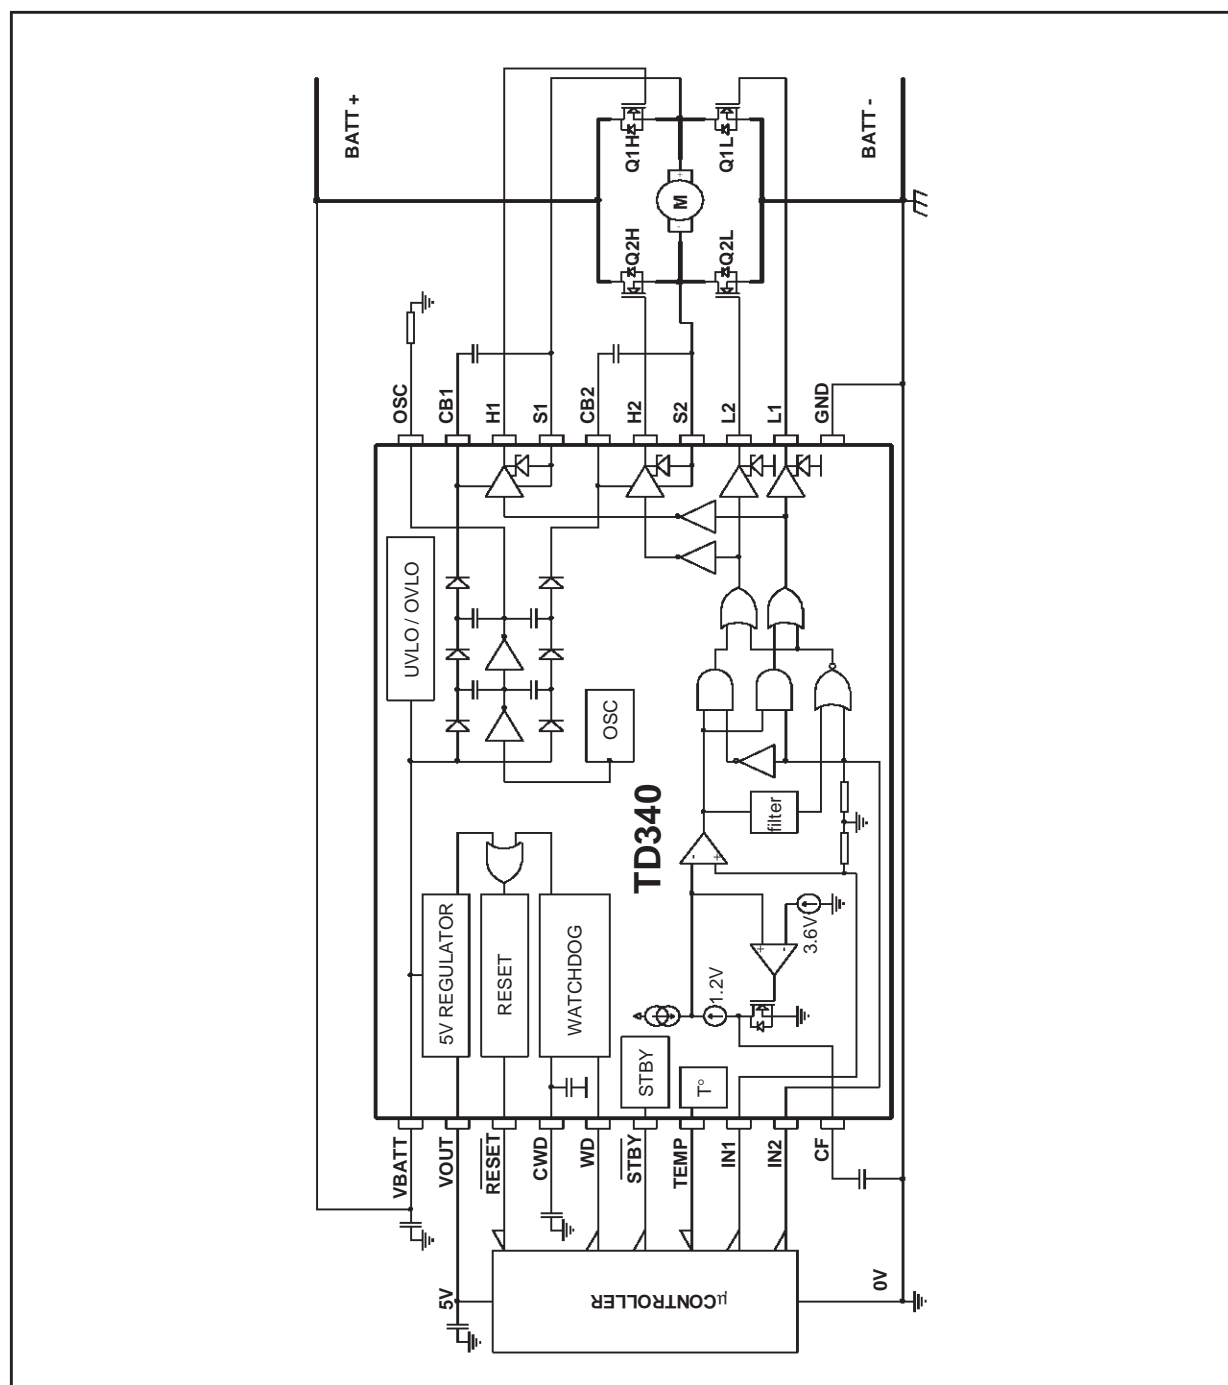 BATT +
BATT -
Q1H
Q1L
M
+
-
Q2H
Q2L
OSC
CB1
H1
S1
CB2
H2
S2
L2
L1
GND
UVLO / OVLO
OSC
TD340
filter
-
+
5V REGULATOR
RESET
WATCHDOG
+
-
3.6V
1.2V
STBY
T°
VBATT
VOUT
RESET
CWD
WD
STBY
TEMP
IN1
IN2
CF
5V
µCONTROLLER
0V